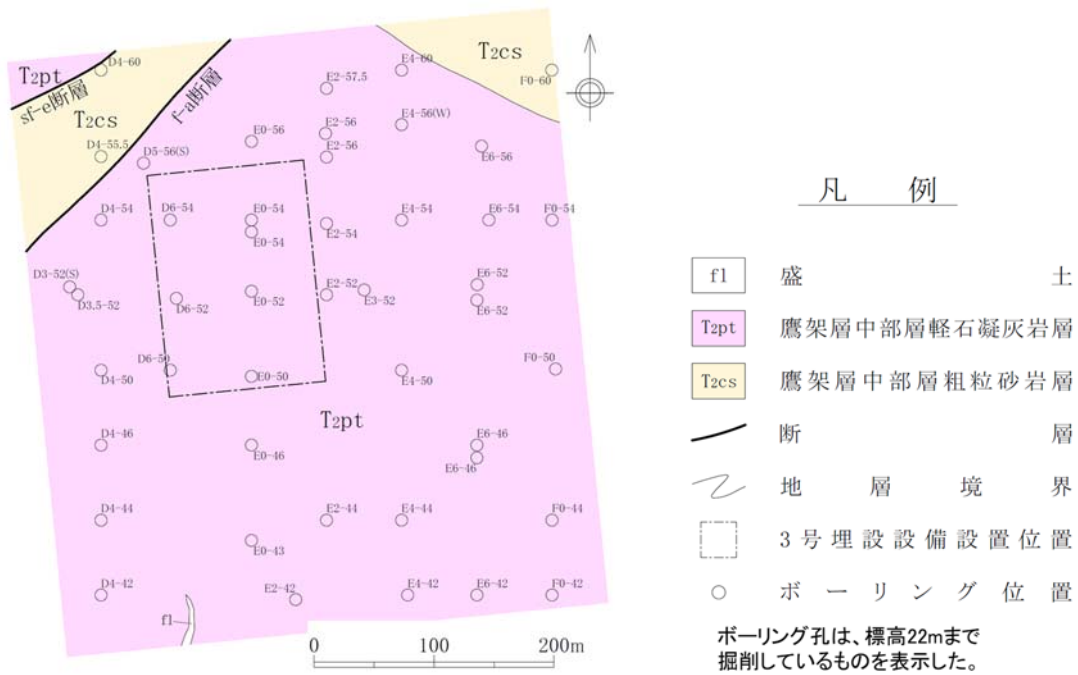 T2pt
D4-60
sf-e断層
T2cs
f-a断層
D4-55.5
D5-56(S)
E0-56
E2-57.5
E4-60
T2cs
F0-60
E4-56(W)
E2-56
E2-56
E6-56
D4-54
D6-54
E0-54
E0-54
E2-54
E4-54
E6-54
F0-54
D3-52(S)
D3.5-52
D6-52
E0-52
E2-52
E3-52
E6-52
E6-52
D4-50
D6-50
E0-50
E4-50
F0-50
T2pt
D4-46
E0-46
E6-46
E6-46
D4-44
E0-43
E2-44
E4-44
F0-44
D4-42
E2-42
E4-42
E6-42
F0-42
f1
0 100 200m
凡 例
f1 盛土
T2pt 鷹架層中部層軽石凝灰岩層
T2cs 鷹架層中部層粗粒砂岩層
断層
地層境界
3号埋設設備設置位置
ボーリング位置
ボーリング孔は、標高22mまで
掘削しているものを表示した。